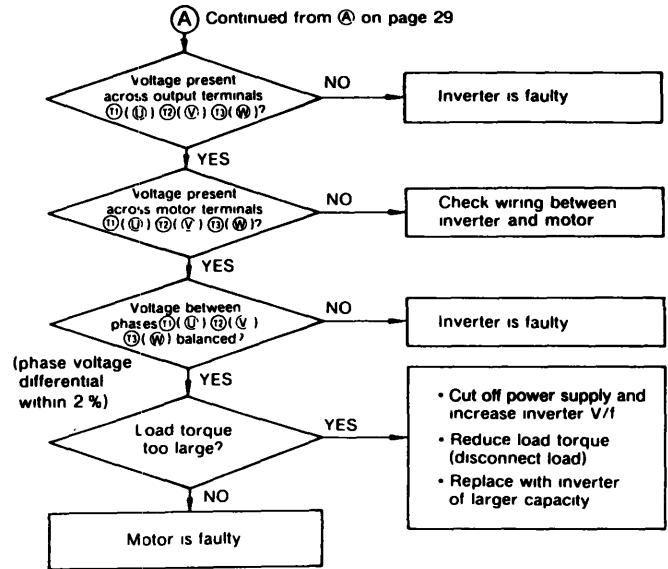 Ⓐ Continued from Ⓐ on page 29
Voltage present
across output terminals
Ⓣ1(Ⓤ) Ⓣ2(Ⓥ) Ⓣ3(Ⓦ)?
NO
Inverter is faulty
YES
Voltage present
across motor terminals
Ⓣ1(Ⓤ) Ⓣ2(Ⓥ) Ⓣ3(Ⓦ)?
NO
Check wiring between
inverter and motor
YES
Voltage between
phases Ⓣ1(Ⓤ) Ⓣ2(Ⓥ)
Ⓣ3(Ⓦ) balanced?
NO
Inverter is faulty
(phase voltage
differential
within 2 %)
YES
Load torque
too large?
YES
• Cut off power supply and
increase inverter V/f
• Reduce load torque
(disconnect load)
• Replace with inverter
of larger capacity
NO
Motor is faulty